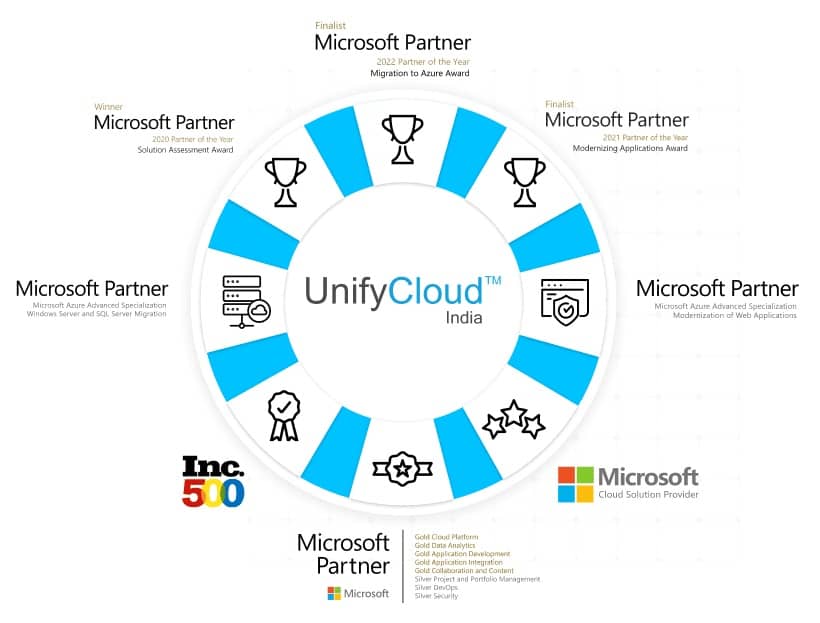 Finalist
Microsoft Partner
2022 Partner of the Year
Migration to Azure Award
Winner
Microsoft Partner
2020 Partner of the Year
Solution Assessment Award
Finalist
Microsoft Partner
2021 Partner of the Year
Modernizing Applications Award
Microsoft Partner
Microsoft Azure Advanced Specialization
Windows Server and SQL Server Migration
UnifyCloud™
India
Microsoft Partner
Microsoft Azure Advanced Specialization
Modernization of Web Applications
Inc.
500
Microsoft
Cloud Solution Provider
Microsoft
Partner
Microsoft
Gold Cloud Platform
Gold Data Analytics
Gold Application Development
Gold Application Integration
Gold Collaboration and Content
Silver Project and Portfolio Management
Silver DevOps
Silver Security